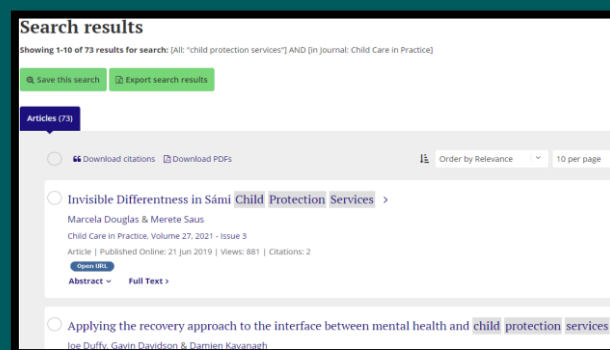 Search results
Showing 1-10 of 73 results for search: [All: "child protection services"] AND [in Journal: Child Care in Practice]
Save this search Export search results
Articles (73)
Download citations Download PDFs Order by Relevance 10 per page
Invisible Differentness in Sámi Child Protection Services >
Marcela Douglas & Merete Saus
Child Care in Practice, Volume 27, 2021 - Issue 3
Article | Published Online: 21 Jun 2019 | Views: 881 | Citations: 2
Open URL
Abstract Full Text >
Applying the recovery approach to the interface between mental health and child protection services
Joe Duffy, Gavin Davidson & Damien Kavanagh